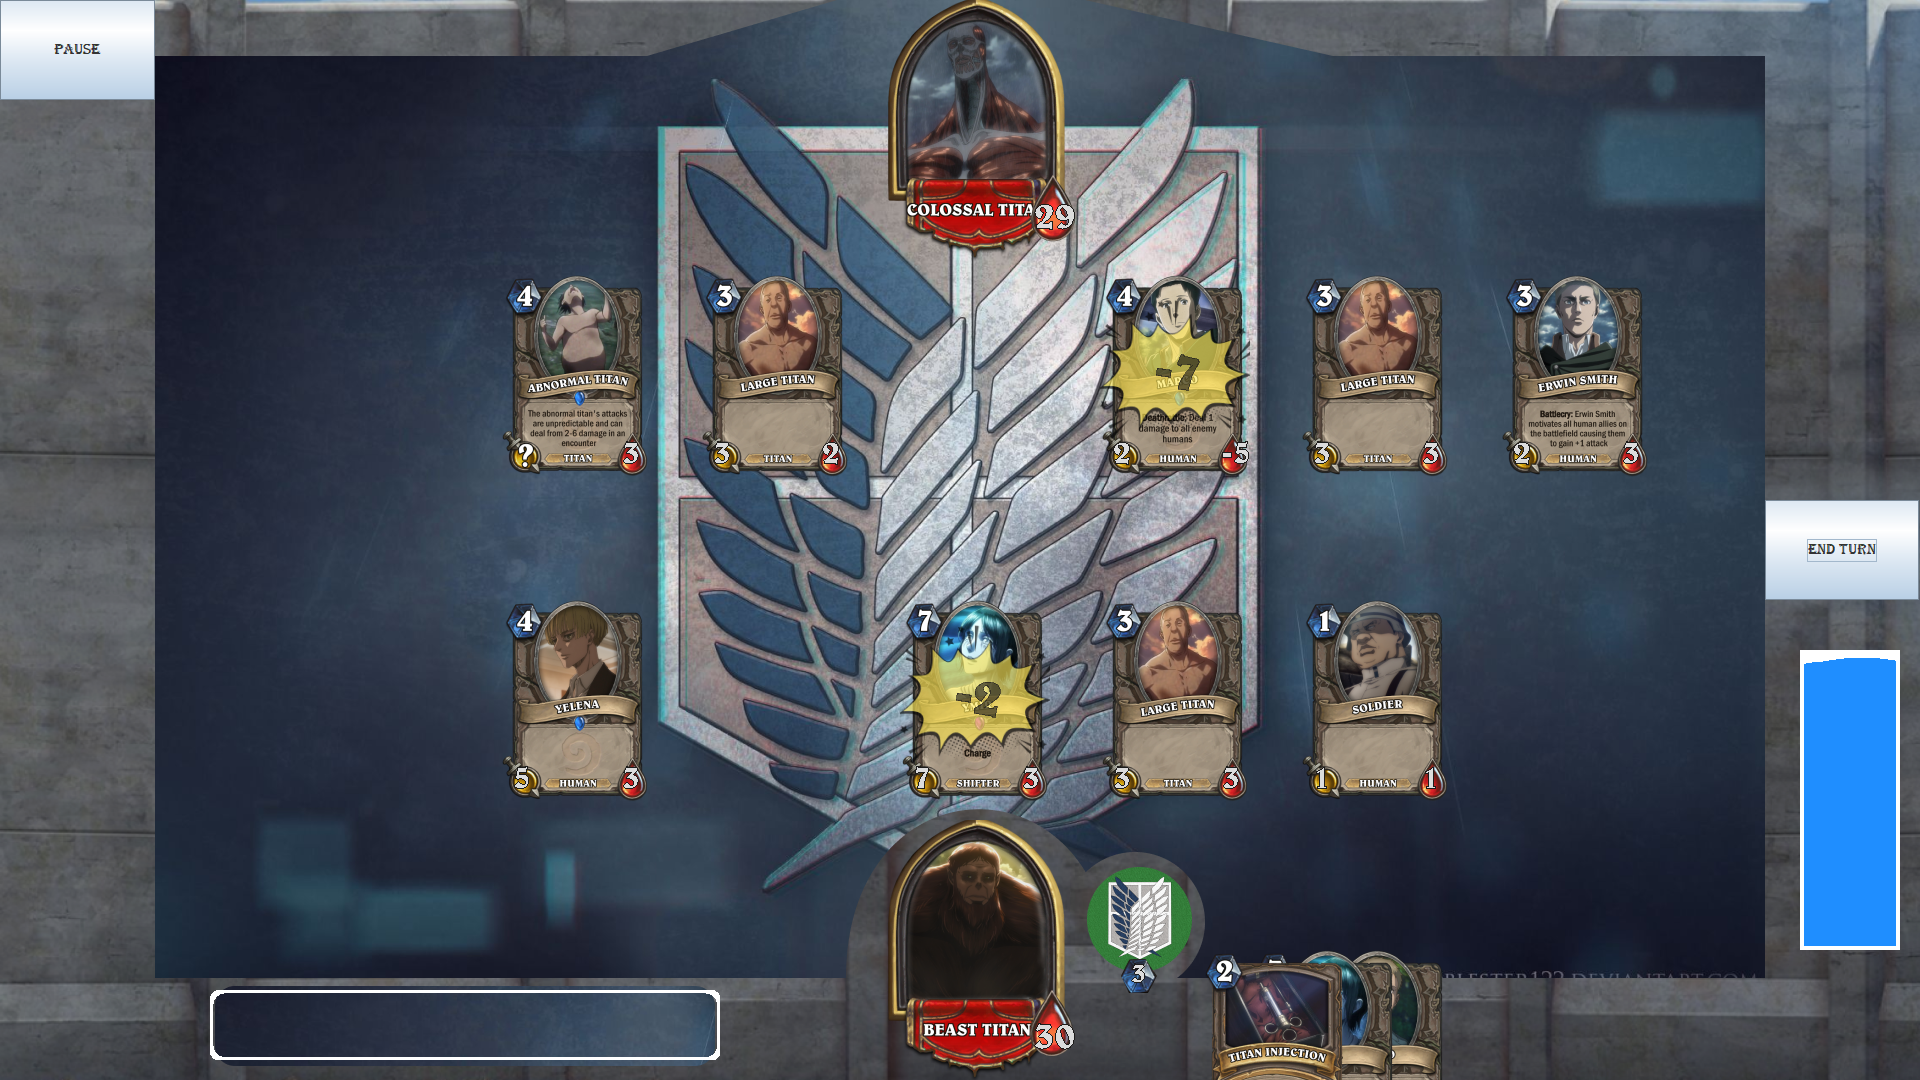 PAUSE
COLOSSAL TITA
29
4
ABNORMAL TITAN
The abnormal titan's attacks
are unpredictable and can
deal from 2-6 damage in an
encounter
?
TITAN
3
3
LARGE TITAN
3
TITAN
2
4
-7
damage to all enemy
humans
2
HUMAN
-5
3
LARGE TITAN
3
TITAN
3
3
ERWIN SMITH
Battlecry: Erwin Smith
motivates all human allies on
the battlefield causing them
to gain +1 attack
2
HUMAN
3
END TURN
4
YELENA
5
HUMAN
3
7
-2
Charge
7
SHIFTER
3
3
LARGE TITAN
3
TITAN
3
1
SOLDIER
1
HUMAN
1
BEAST TITAN
30
3
2
TITAN INJECTION